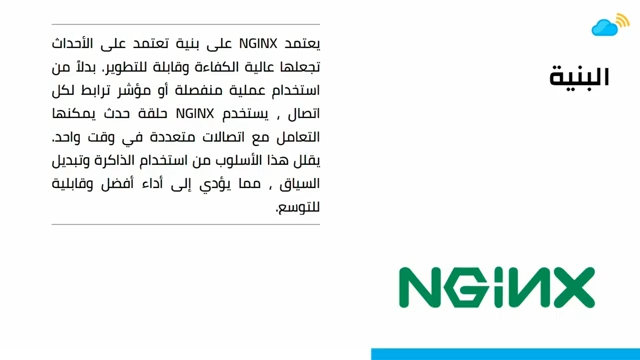 البنية
يعتمد NGINX على بنية تعتمد على الأحداث
تجعلها عالية الكفاءة وقابلة للتطوير. بدلاً من
استخدام عملية منفصلة أو مؤشر ترابط لكل
اتصال ، يستخدم NGINX حلقة حدث يمكنها
التعامل مع اتصالات متعددة في وقت واحد.
يقلل هذا الأسلوب من استخدام الذاكرة وتبديل
السياق ، مما يؤدي إلى أداء أفضل وقابلية
للتوسع.
NGINX